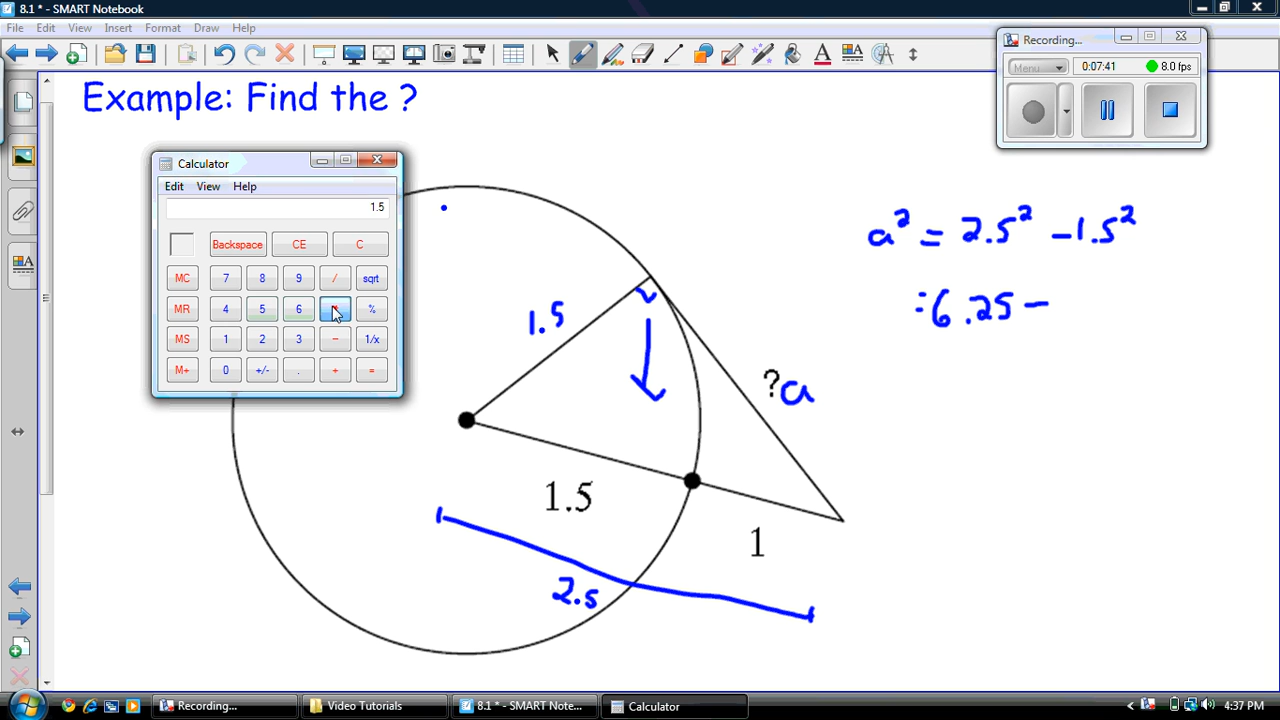 8.1 * - SMART Notebook
File Edit View Insert Format Draw Help
Recording...
Menu 0:07:41 8.0 fps
Example: Find the ?
Calculator
Edit View Help
1.5
Backspace CE C
MC 7 8 9 / sqrt
MR 4 5 6 * %
MS 1 2 3 - 1/x
M+ 0 +/- . + =
a² = 2.5² - 1.5²
= 6.25 -
1.5
? a
1.5
1
2.5
Recording... Video Tutorials 8.1 * - SMART Note... Calculator 4:37 PM